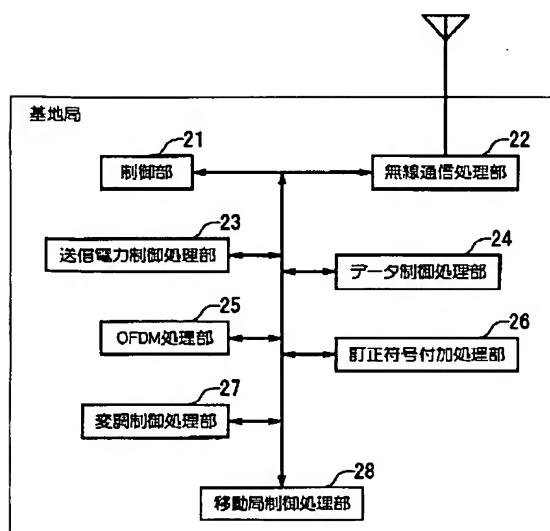 基地局
21
制御部
22
無線通信処理部
23
送信電力制御処理部
24
データ制御処理部
25
OFDM処理部
26
訂正符号付加処理部
27
変調制御処理部
28
移動局制御処理部